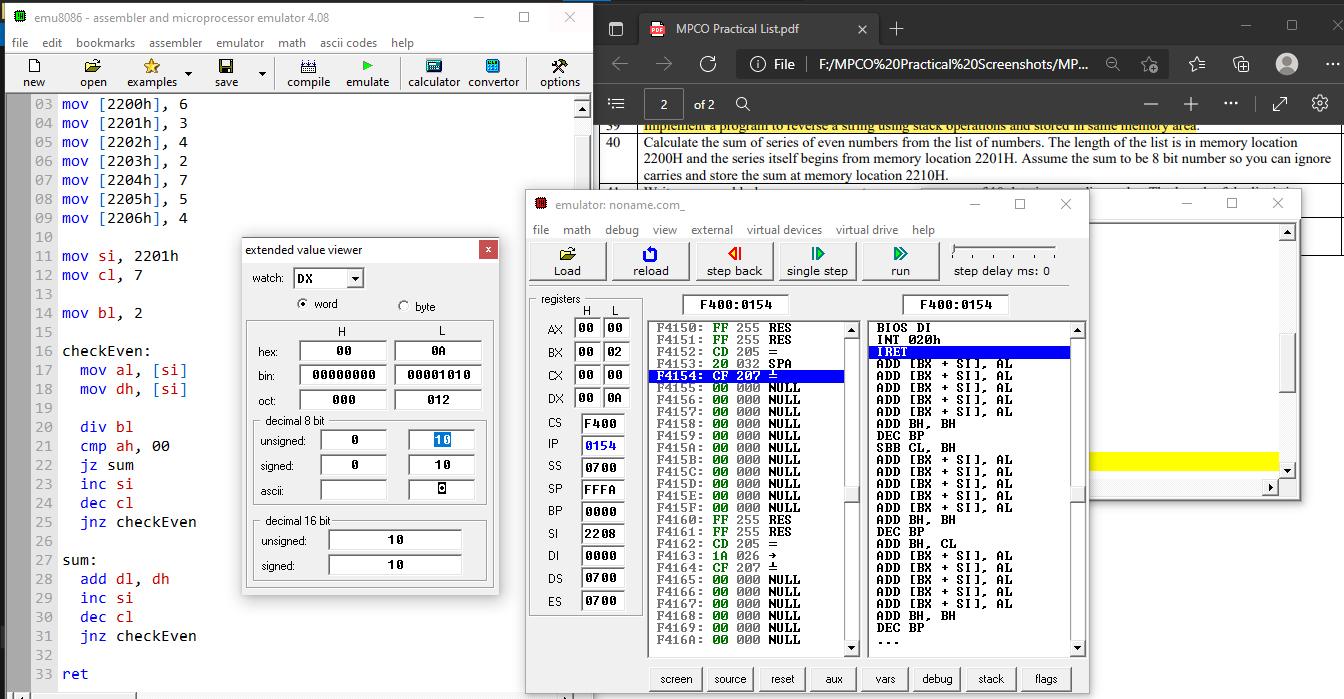 emu8086 - assembler and microprocessor emulator 4.08
file edit bookmarks assembler emulator math ascii codes help
new open examples save compile emulate calculator convertor options
03 mov [2200h], 6
04 mov [2201h], 3
05 mov [2202h], 4
06 mov [2203h], 2
07 mov [2204h], 7
08 mov [2205h], 5
09 mov [2206h], 4
10
11 mov si, 2201h
12 mov cl, 7
13
14 mov bl, 2
15
16 checkEven:
17 mov al, [si]
18 mov dh, [si]
19
20 div bl
21 cmp ah, 00
22 jz sum
23 inc si
24 dec cl
25 jnz checkEven
26
27 sum:
28 add dl, dh
29 inc si
30 dec cl
31 jnz checkEven
32
33 ret
extended value viewer
watch: DX
word byte
H L
hex: 00 0A
bin: 00000000 00001010
oct: 000 012
decimal 8 bit
unsigned: 0 10
signed: 0 10
ascii:
decimal 16 bit
unsigned: 10
signed: 10
MPCO Practical List.pdf
File F:/MPCO%20Practical%20Screenshots/MP...
2 of 2
39 Implement a program to reverse a string using stack operations and stored in same memory area.
40 Calculate the sum of series of even numbers from the list of numbers. The length of the list is in memory location
2200H and the series itself begins from memory location 2201H. Assume the sum to be 8 bit number so you can ignore
carries and store the sum at memory location 2210H.
emulator: noname.com_
file math debug view external virtual devices virtual drive help
Load reload step back single step run step delay ms: 0
registers
H L
AX 00 00
BX 00 02
CX 00 00
DX 00 0A
CS F400
IP 0154
SS 0700
SP FFFA
BP 0000
SI 2208
DI 0000
DS 0700
ES 0700
F400:0154 F400:0154
F4150: FF 255 RES
F4151: FF 255 RES
F4152: CD 205 =
F4153: 20 032 SPA
F4154: CF 207 ╧
F4155: 00 000 NULL
F4156: 00 000 NULL
F4157: 00 000 NULL
F4158: 00 000 NULL
F4159: 00 000 NULL
F415A: 00 000 NULL
F415B: 00 000 NULL
F415C: 00 000 NULL
F415D: 00 000 NULL
F415E: 00 000 NULL
F415F: 00 000 NULL
F4160: FF 255 RES
F4161: FF 255 RES
F4162: CD 205 =
F4163: 1A 026 →
F4164: CF 207 ╧
F4165: 00 000 NULL
F4166: 00 000 NULL
F4167: 00 000 NULL
F4168: 00 000 NULL
F4169: 00 000 NULL
F416A: 00 000 NULL
BIOS DI
INT 020h
IRET
ADD [BX + SI], AL
ADD [BX + SI], AL
ADD [BX + SI], AL
ADD [BX + SI], AL
ADD [BX + SI], AL
ADD BH, BH
DEC BP
SBB CL, BH
ADD [BX + SI], AL
ADD [BX + SI], AL
ADD [BX + SI], AL
ADD [BX + SI], AL
ADD [BX + SI], AL
ADD BH, BH
DEC BP
ADD BH, CL
ADD [BX + SI], AL
ADD [BX + SI], AL
ADD [BX + SI], AL
ADD [BX + SI], AL
ADD [BX + SI], AL
ADD BH, BH
DEC BP
...
screen source reset aux vars debug stack flags